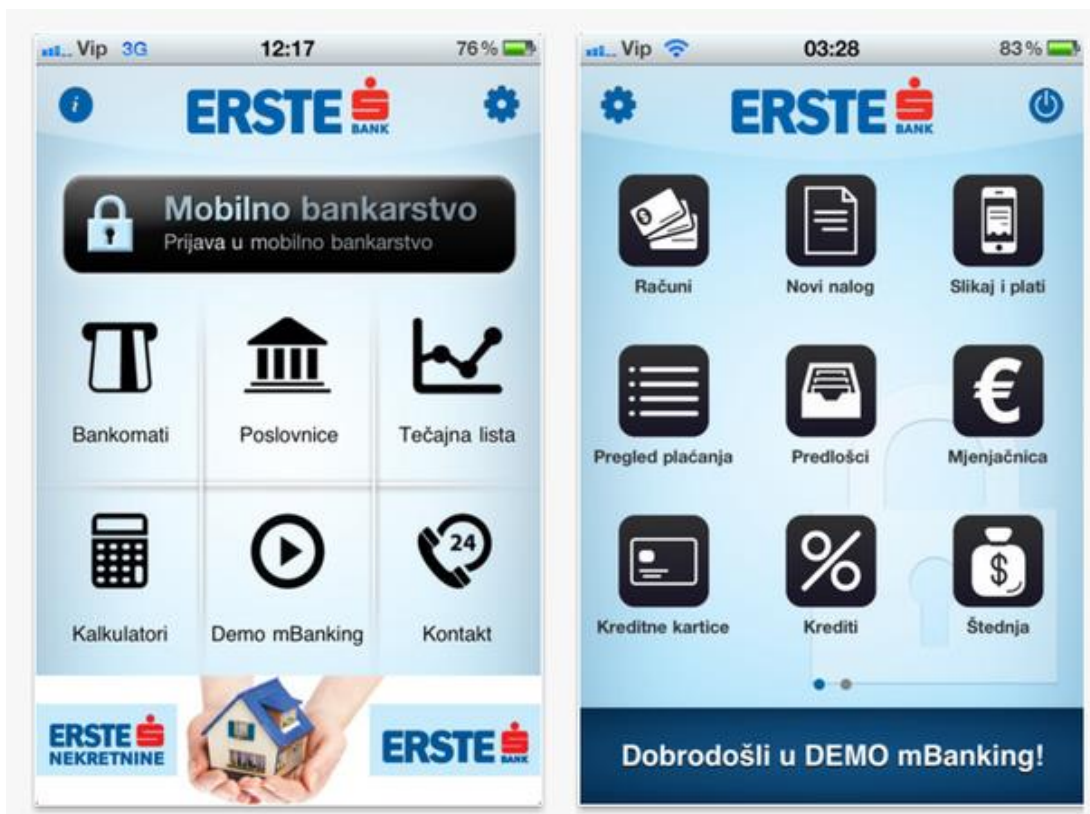 Vip 3G 12:17 76%
ERSTE
BANK
Mobilno bankarstvo
Prijava u mobilno bankarstvo
Bankomati Poslovnice Tečajna lista
24
Kalkulatori Demo mBanking Kontakt
ERSTE
NEKRETNINE
ERSTE
BANK
Vip 03:28 83%
ERSTE
BANK
Računi Novi nalog Slikaj i plati
€
Pregled plaćanja Predlošci Mjenjačnica
% $
Kreditne kartice Krediti Štednja
Dobrodošli u DEMO mBanking!